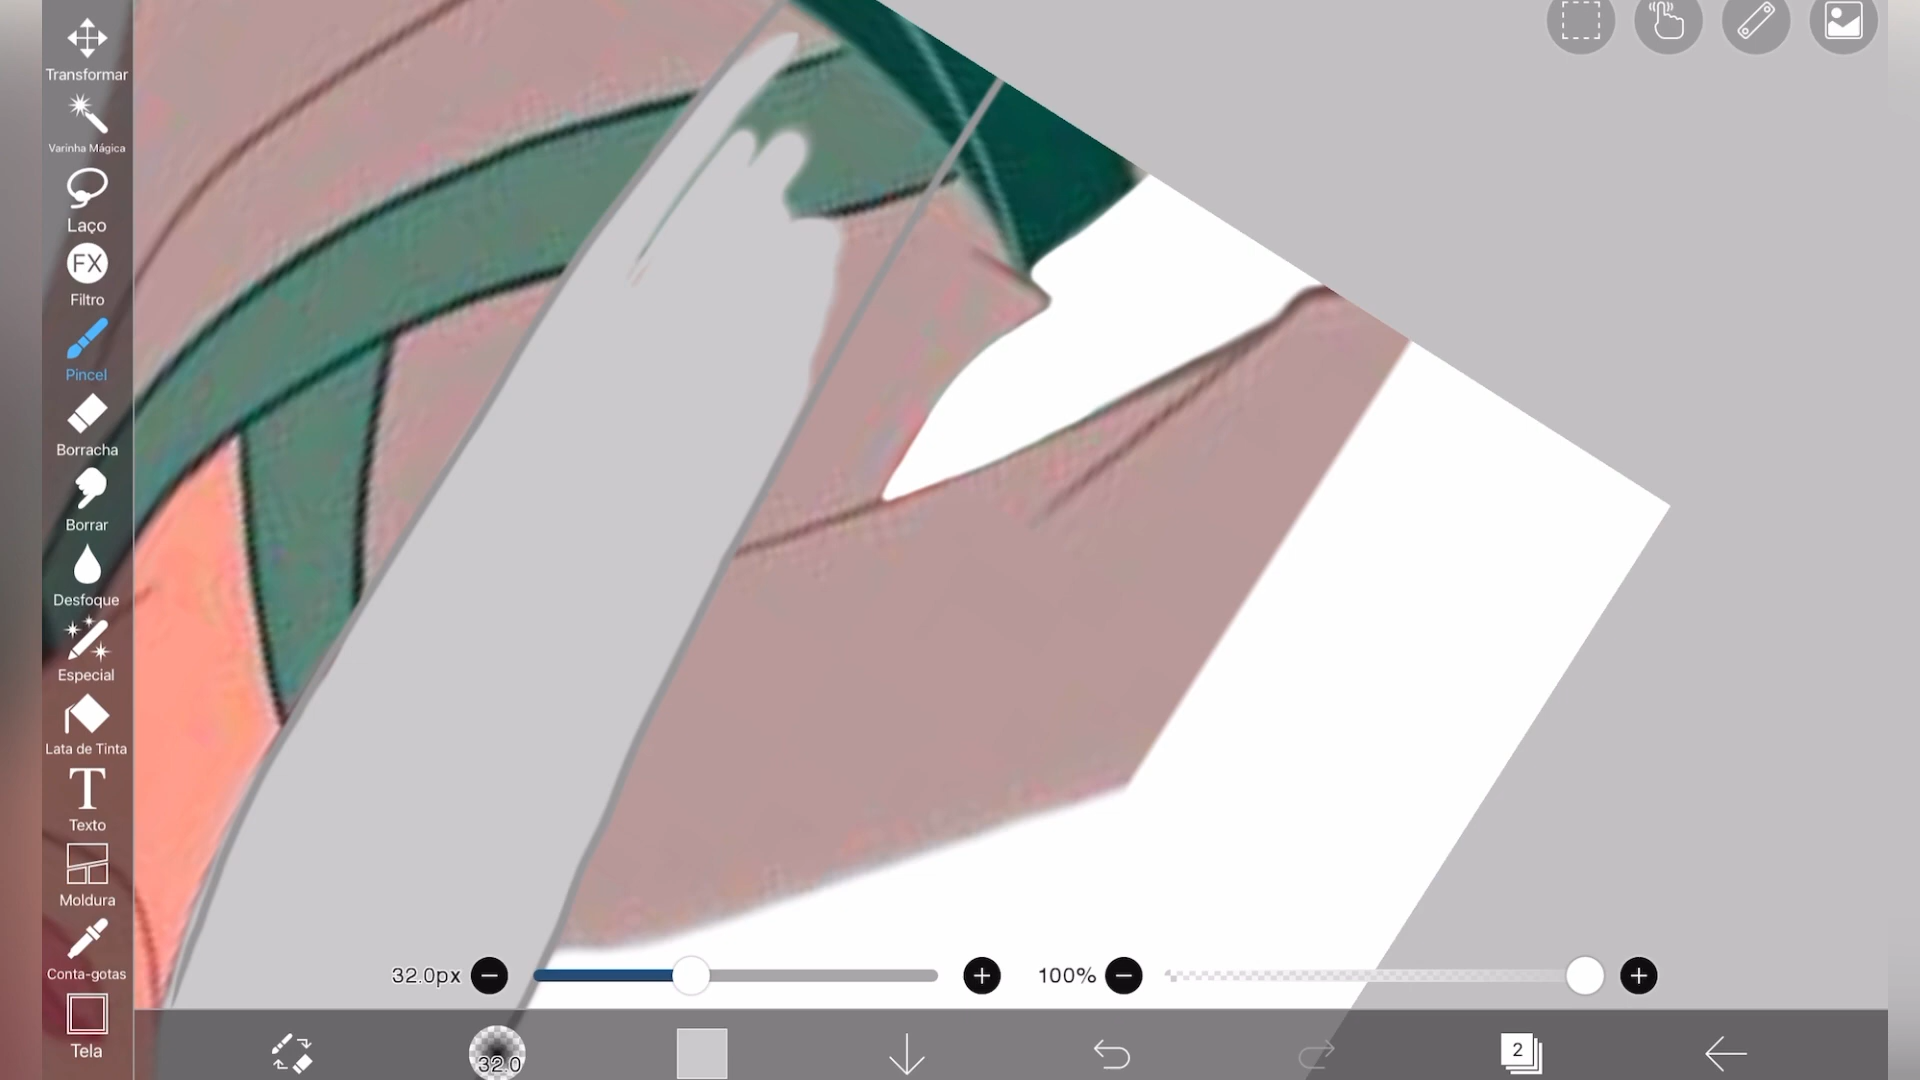 Transformar
Varinha Mágica
Laço
FX
Filtro
Pincel
Borracha
Borrar
Desfoque
Especial
Lata de Tinta
T
Texto
Moldura
Conta-gotas
Tela
32.0px
100%
32.0
2